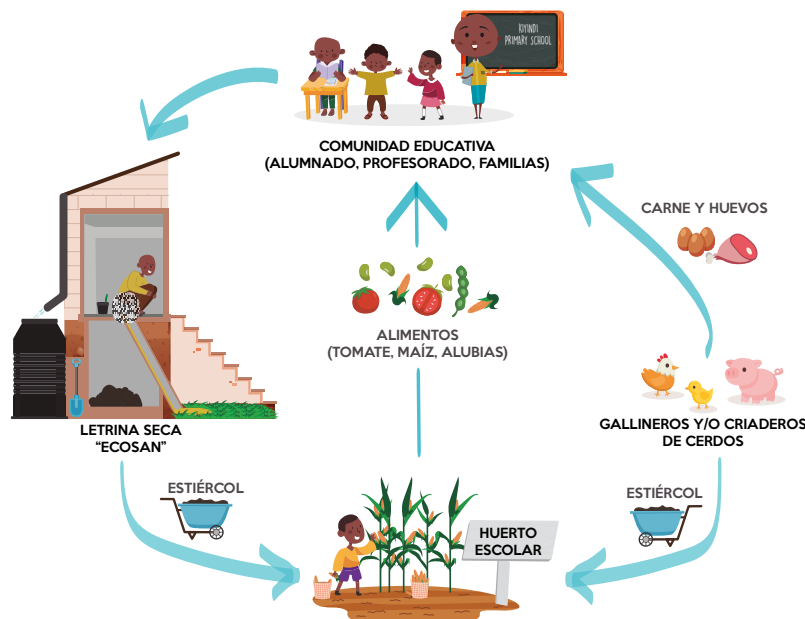 KIYINDI
PRIMARY SCHOOL
COMUNIDAD EDUCATIVA
(ALUMNADO, PROFESORADO, FAMILIAS)
CARNE Y HUEVOS
ALIMENTOS
(TOMATE, MAÍZ, ALUBIAS)
GALLINEROS Y/O CRIADEROS
DE CERDOS
LETRINA SECA
“ECOSAN”
ESTIÉRCOL
ESTIÉRCOL
HUERTO
ESCOLAR